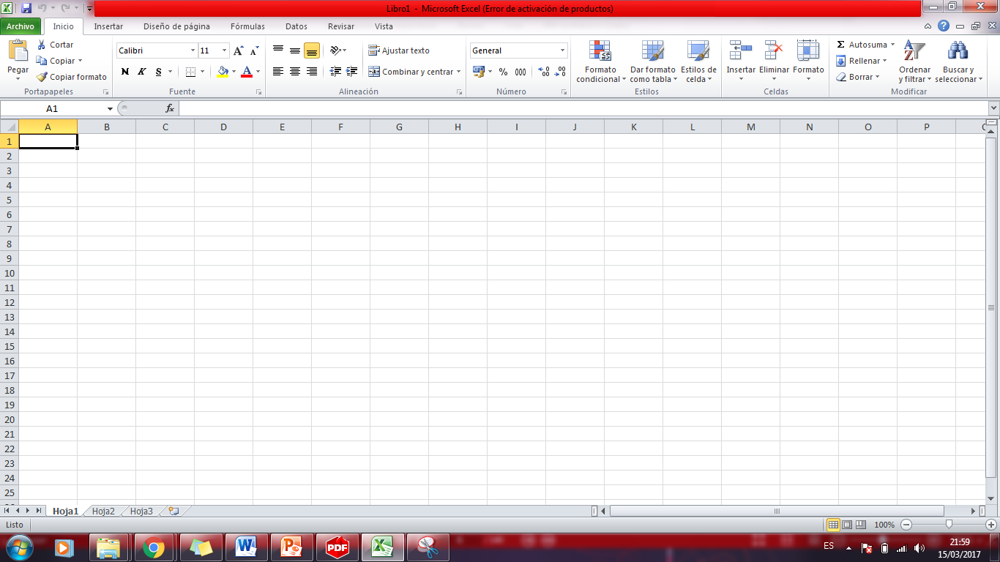 Libro1 - Microsoft Excel (Error de activación de productos)
Archivo Inicio Insertar Diseño de página Fórmulas Datos Revisar Vista
Pegar
Cortar
Copiar
Copiar formato
Portapapeles
Calibri 11
N K S
Fuente
Ajustar texto
Combinar y centrar
Alineación
General
% 000
Número
Formato condicional
Dar formato como tabla
Estilos de celda
Estilos
Insertar Eliminar Formato
Celdas
Autosuma
Rellenar
Borrar
Ordenar y filtrar
Buscar y seleccionar
Modificar
A1 fx
A B C D E F G H I J K L M N O P
1
2
3
4
5
6
7
8
9
10
11
12
13
14
15
16
17
18
19
20
21
22
23
24
25
Hoja1 Hoja2 Hoja3
Listo 100%
PDF ES 21:59
15/03/2017